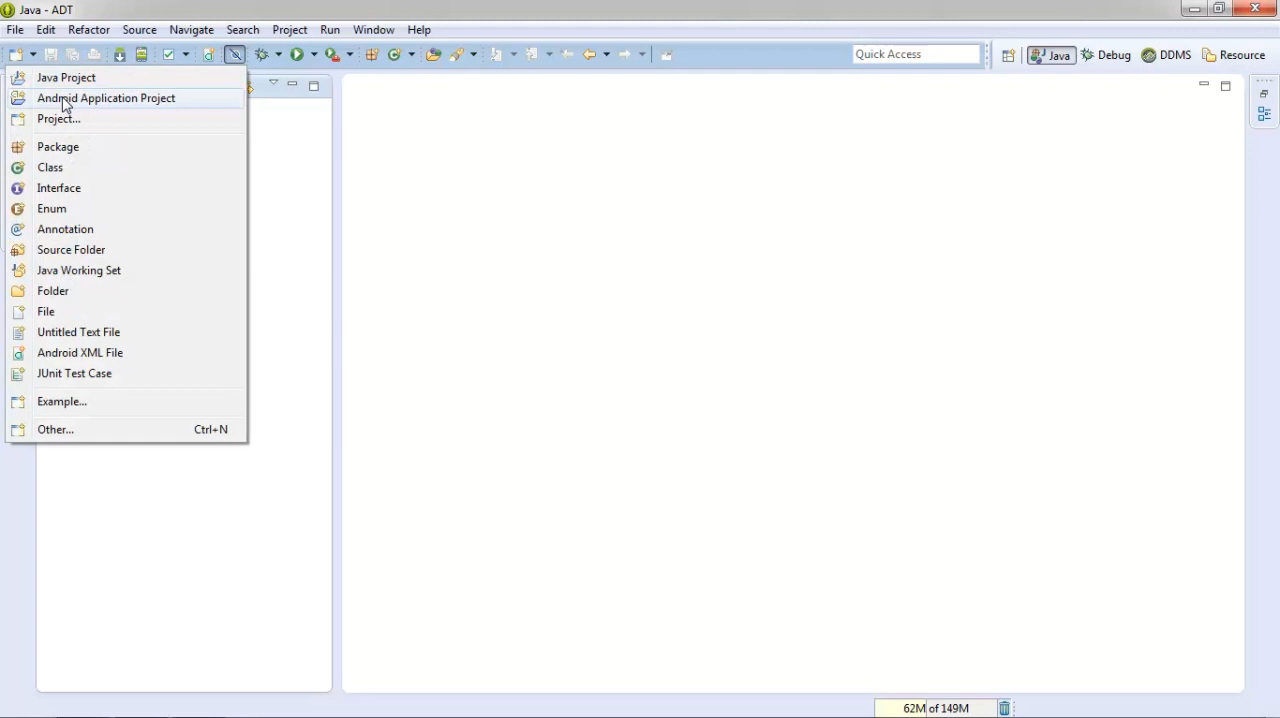 Java - ADT
File Edit Refactor Source Navigate Search Project Run Window Help
Quick Access Java Debug DDMS Resource
Java Project
Android Application Project
Project...
Package
Class
Interface
Enum
Annotation
Source Folder
Java Working Set
Folder
File
Untitled Text File
Android XML File
JUnit Test Case
Example...
Other... Ctrl+N
62M of 149M